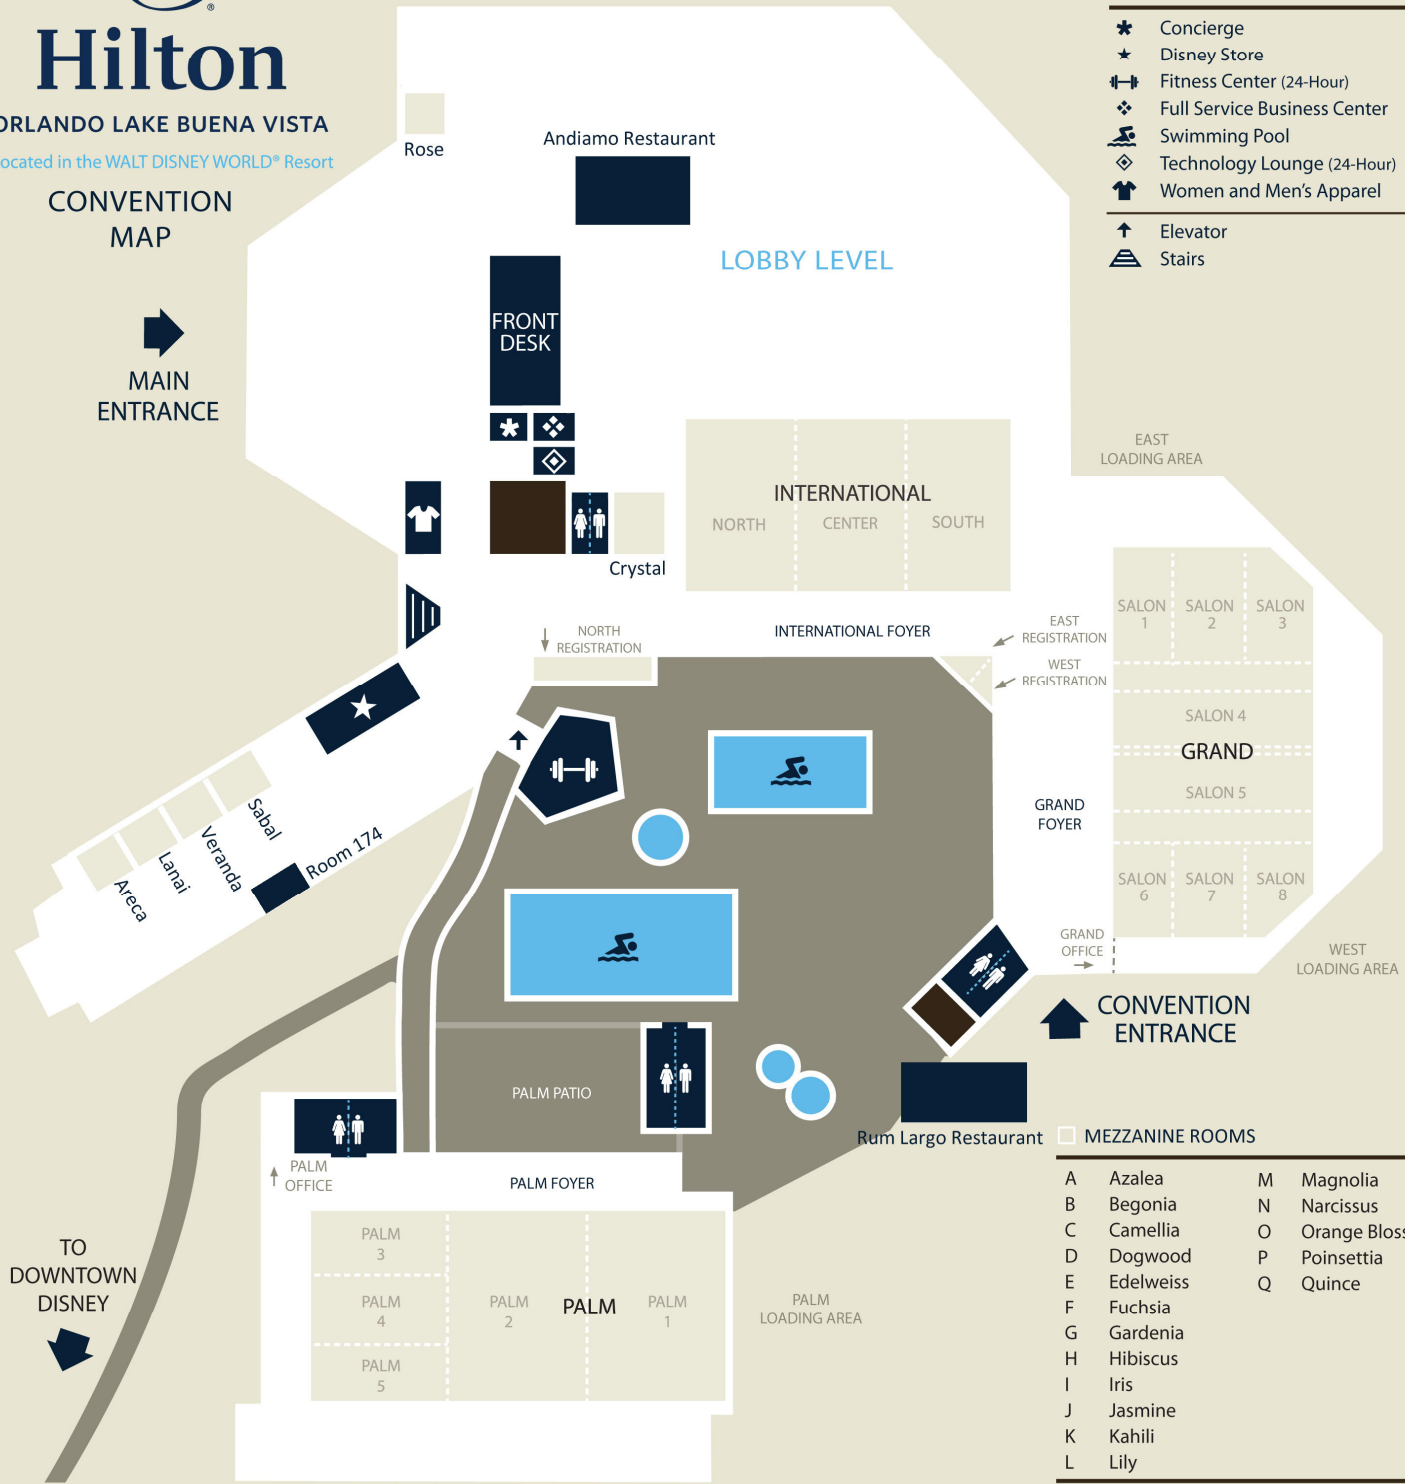 ®
Hilton
ORLANDO LAKE BUENA VISTA
ocated in the WALT DISNEY WORLD® Resort
CONVENTION
MAP
MAIN
ENTRANCE
Concierge
Disney Store
Fitness Center (24-Hour)
Full Service Business Center
Swimming Pool
Technology Lounge (24-Hour)
Women and Men's Apparel
Elevator
Stairs
Rose
Andiamo Restaurant
LOBBY LEVEL
FRONT
DESK
EAST
LOADING AREA
INTERNATIONAL
NORTH
CENTER
SOUTH
Crystal
NORTH
REGISTRATION
INTERNATIONAL FOYER
EAST
REGISTRATION
WEST
REGISTRATION
SALON
1
SALON
2
SALON
3
SALON 4
GRAND
SALON 5
SALON
6
SALON
7
SALON
8
GRAND
FOYER
GRAND
OFFICE
WEST
LOADING AREA
Sabal
Veranda
Lanai
Areca
Room 174
CONVENTION
ENTRANCE
PALM PATIO
Rum Largo Restaurant
PALM
OFFICE
PALM FOYER
PALM
3
PALM
4
PALM
5
PALM
2
PALM
PALM
1
PALM
LOADING AREA
TO
DOWNTOWN
DISNEY
MEZZANINE ROOMS
A Azalea
B Begonia
C Camellia
D Dogwood
E Edelweiss
F Fuchsia
G Gardenia
H Hibiscus
I Iris
J Jasmine
K Kahili
L Lily
M Magnolia
N Narcissus
O Orange Bloss
P Poinsettia
Q Quince